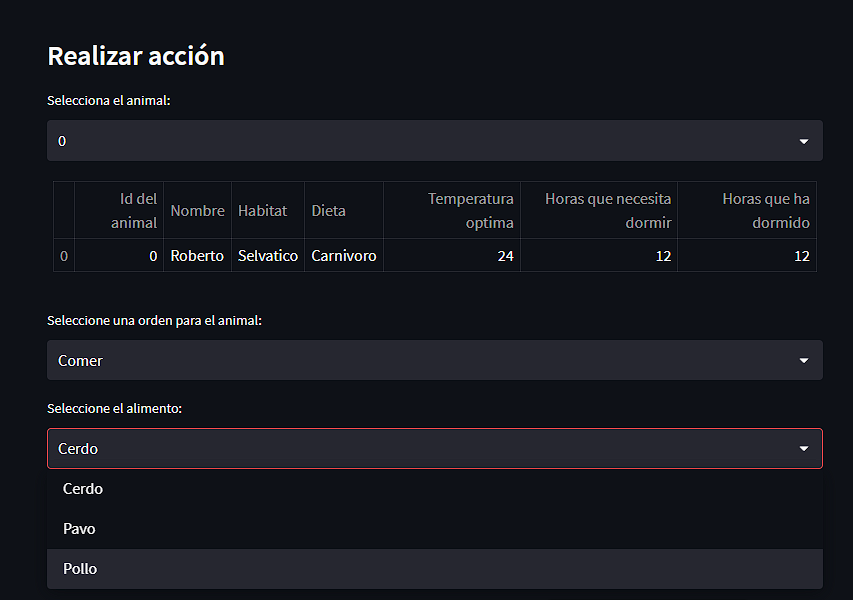 Realizar acción
Selecciona el animal:
0
Id del animal Nombre Habitat Dieta Temperatura optima Horas que necesita dormir Horas que ha dormido
0 0 Roberto Selvatico Carnivoro 24 12 12
Seleccione una orden para el animal:
Comer
Seleccione el alimento:
Cerdo
Cerdo
Pavo
Pollo